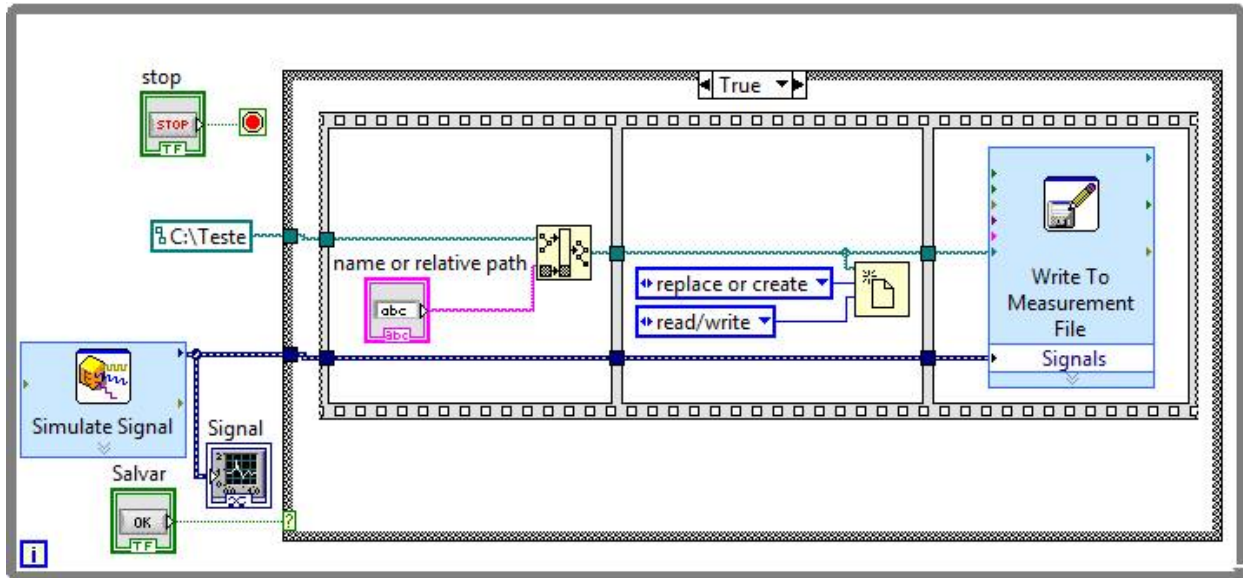 stop
True
STOP
TF
C:\Teste
name or relative path
abc
abc
replace or create
read/write
Write To
Measurement
File
Signals
Simulate Signal
Signal
Salvar
OK
TF
?
i